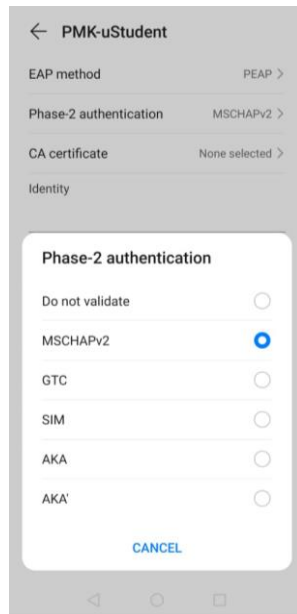 PMK-uStudent
EAP method PEAP >
Phase-2 authentication MSCHAPv2 >
CA certificate None selected >
Identity
Phase-2 authentication
Do not validate
MSCHAPv2
GTC
SIM
AKA
AKA'
CANCEL